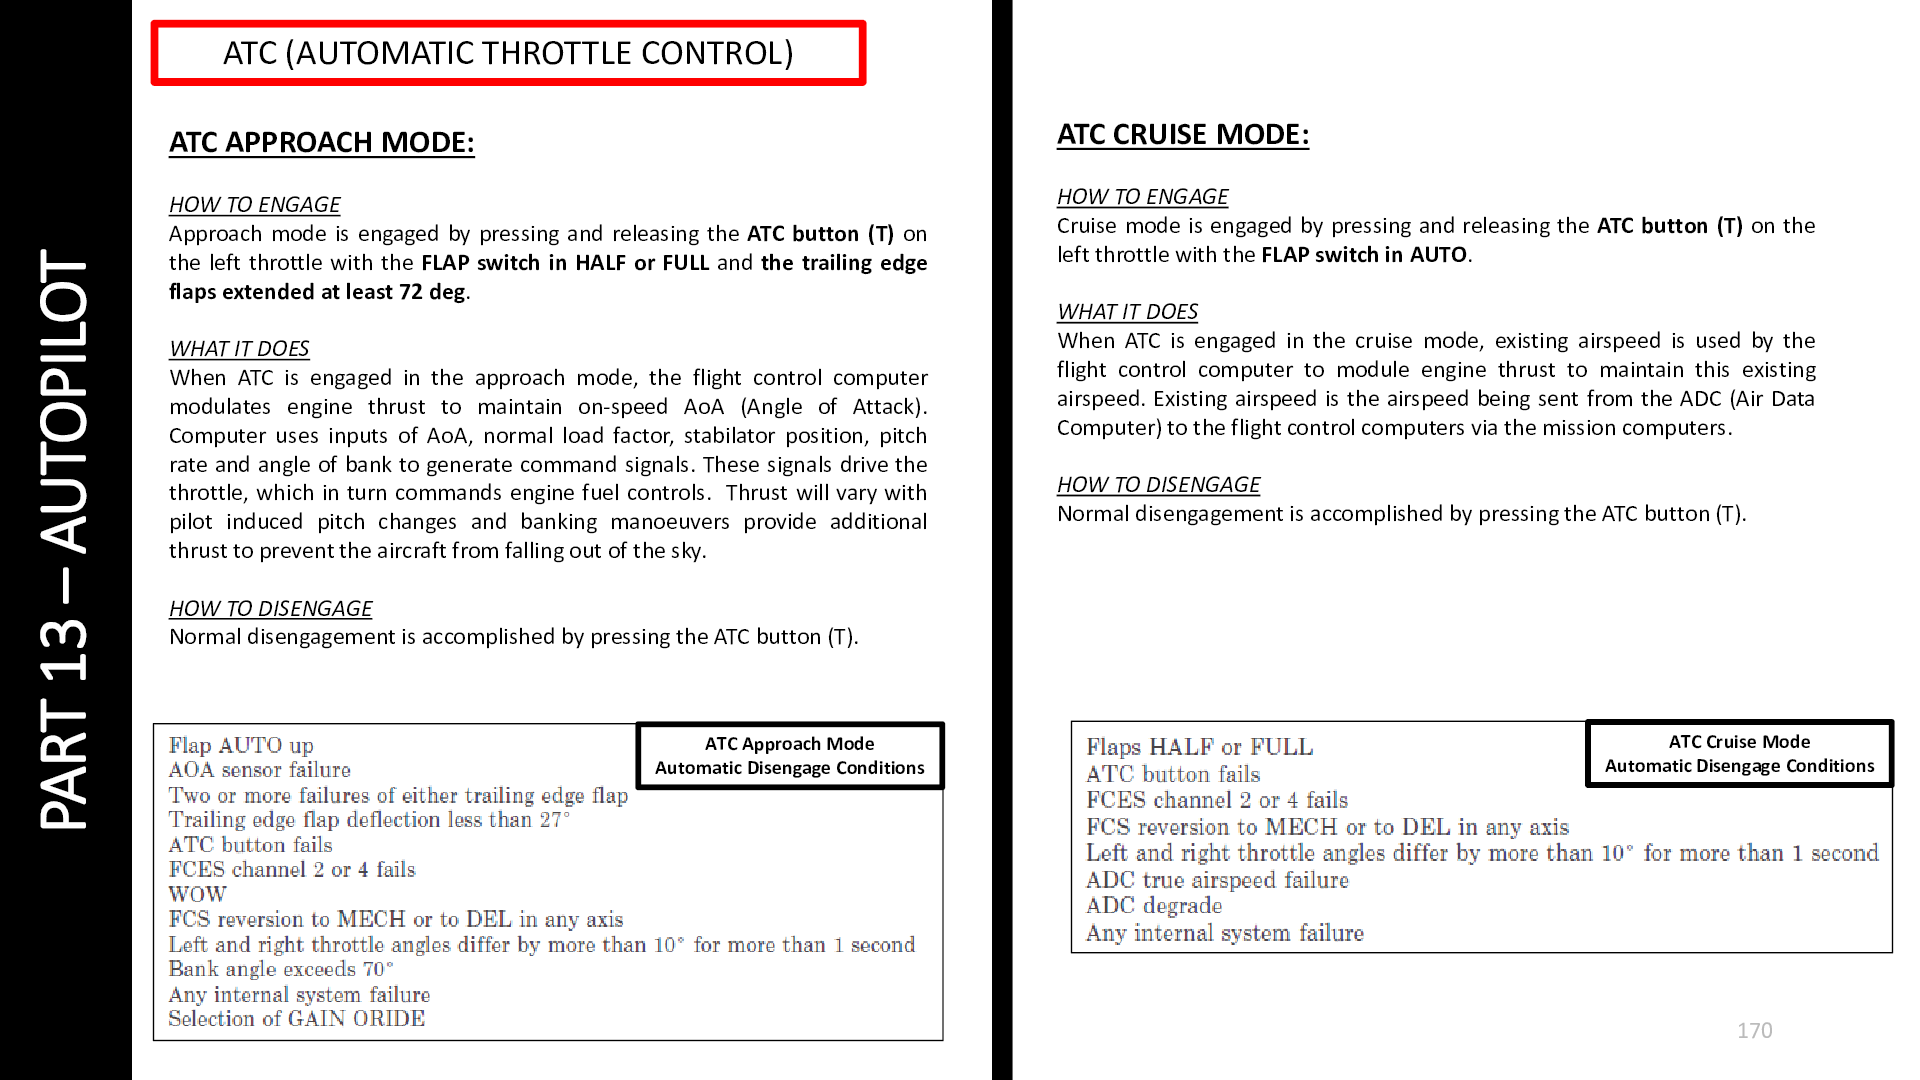 PART 13 – AUTOPILOT
ATC (AUTOMATIC THROTTLE CONTROL)
ATC APPROACH MODE:
HOW TO ENGAGE
Approach mode is engaged by pressing and releasing the ATC button (T) on
the left throttle with the FLAP switch in HALF or FULL and the trailing edge
flaps extended at least 72 deg.
WHAT IT DOES
When ATC is engaged in the approach mode, the flight control computer
modulates engine thrust to maintain on-speed AoA (Angle of Attack).
Computer uses inputs of AoA, normal load factor, stabilator position, pitch
rate and angle of bank to generate command signals. These signals drive the
throttle, which in turn commands engine fuel controls. Thrust will vary with
pilot induced pitch changes and banking manoeuvers provide additional
thrust to prevent the aircraft from falling out of the sky.
HOW TO DISENGAGE
Normal disengagement is accomplished by pressing the ATC button (T).
ATC Approach Mode
Automatic Disengage Conditions
Flap AUTO up
AOA sensor failure
Two or more failures of either trailing edge flap
Trailing edge flap deflection less than 27°
ATC button fails
FCES channel 2 or 4 fails
WOW
FCS reversion to MECH or to DEL in any axis
Left and right throttle angles differ by more than 10° for more than 1 second
Bank angle exceeds 70°
Any internal system failure
Selection of GAIN ORIDE
ATC CRUISE MODE:
HOW TO ENGAGE
Cruise mode is engaged by pressing and releasing the ATC button (T) on the
left throttle with the FLAP switch in AUTO.
WHAT IT DOES
When ATC is engaged in the cruise mode, existing airspeed is used by the
flight control computer to module engine thrust to maintain this existing
airspeed. Existing airspeed is the airspeed being sent from the ADC (Air Data
Computer) to the flight control computers via the mission computers.
HOW TO DISENGAGE
Normal disengagement is accomplished by pressing the ATC button (T).
ATC Cruise Mode
Automatic Disengage Conditions
Flaps HALF or FULL
ATC button fails
FCES channel 2 or 4 fails
FCS reversion to MECH or to DEL in any axis
Left and right throttle angles differ by more than 10° for more than 1 second
ADC true airspeed failure
ADC degrade
Any internal system failure
170